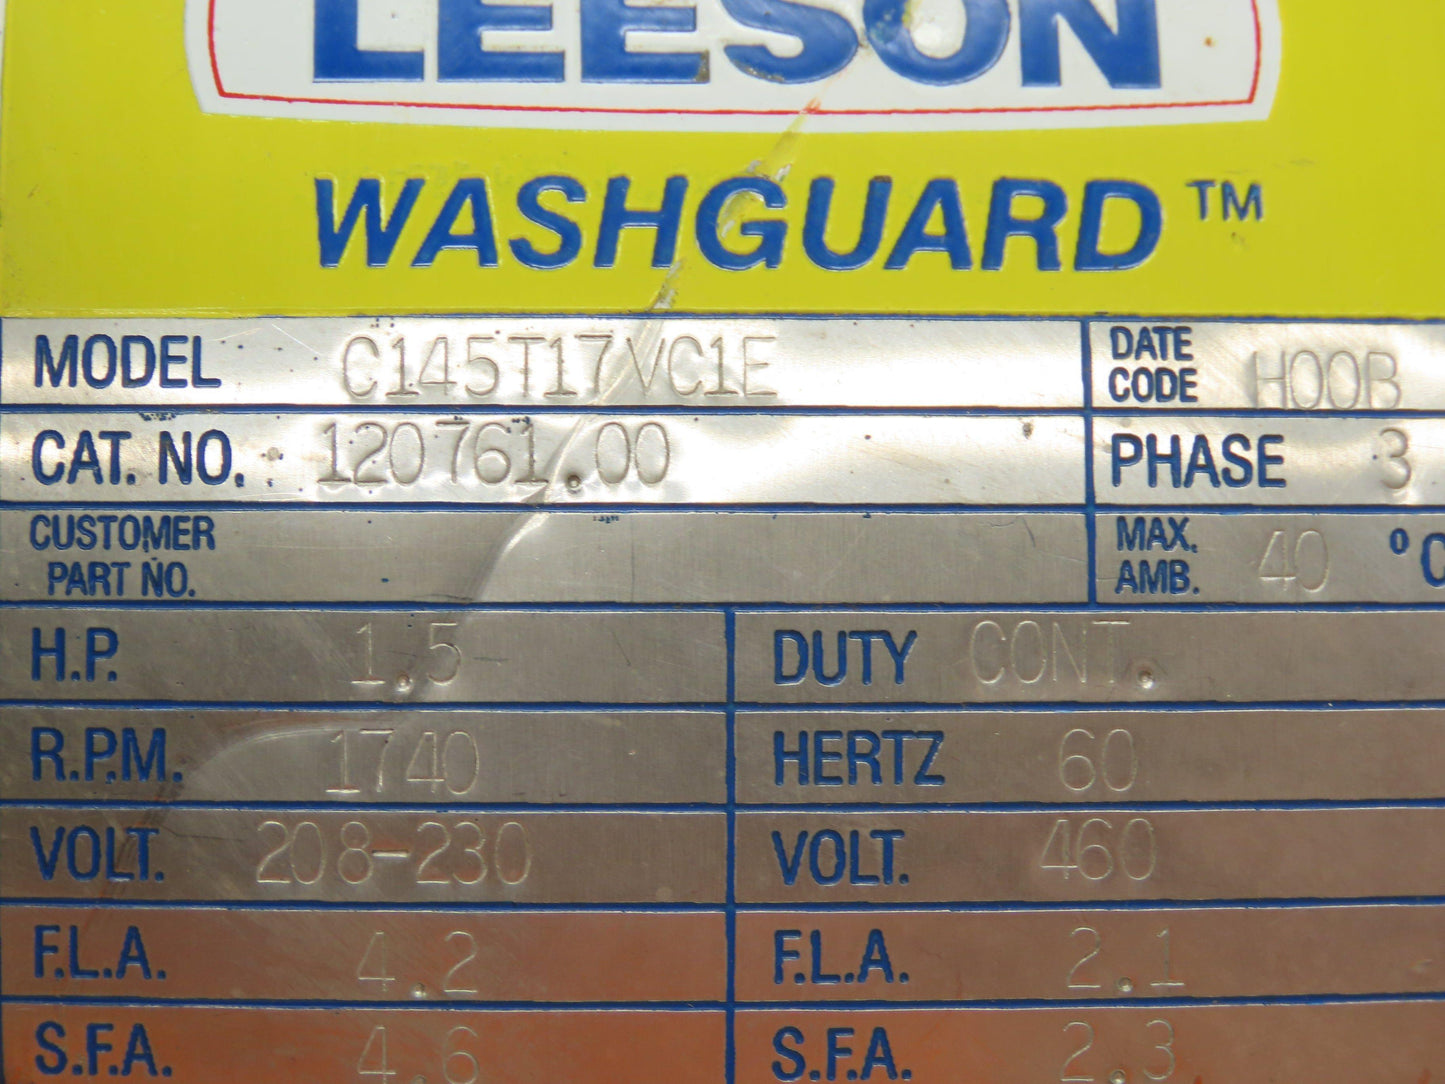 LEESON
WASHGUARD™
MODEL C145T17VC1E DATE CODE H00B
CAT. NO. 120761.00 PHASE 3
CUSTOMER PART NO. MAX. AMB. 40 °C
H.P. 1.5 DUTY CONT.
R.P.M. 1740 HERTZ 60
VOLT. 208-230 VOLT. 460
F.L.A. 4.2 F.L.A. 2.1
S.F.A. 4.6 S.F.A. 2.3